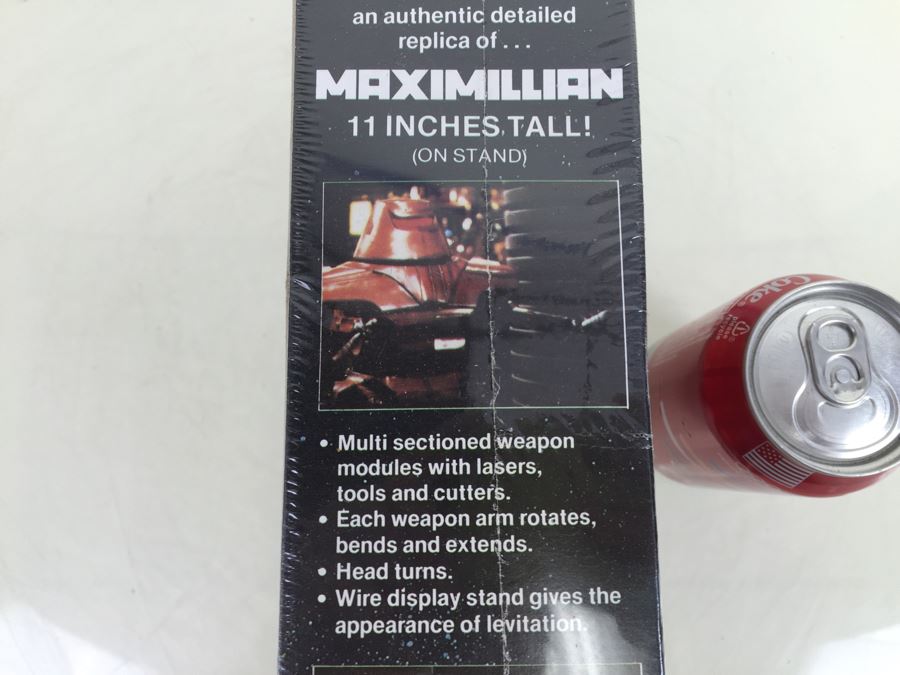 an authentic detailed
replica of...
MAXIMILLIAN
11 INCHES TALL!
(ON STAND)
• Multi sectioned weapon
modules with lasers,
tools and cutters.
• Each weapon arm rotates,
bends and extends.
• Head turns.
• Wire display stand gives the
appearance of levitation.
Coke
please
recycle